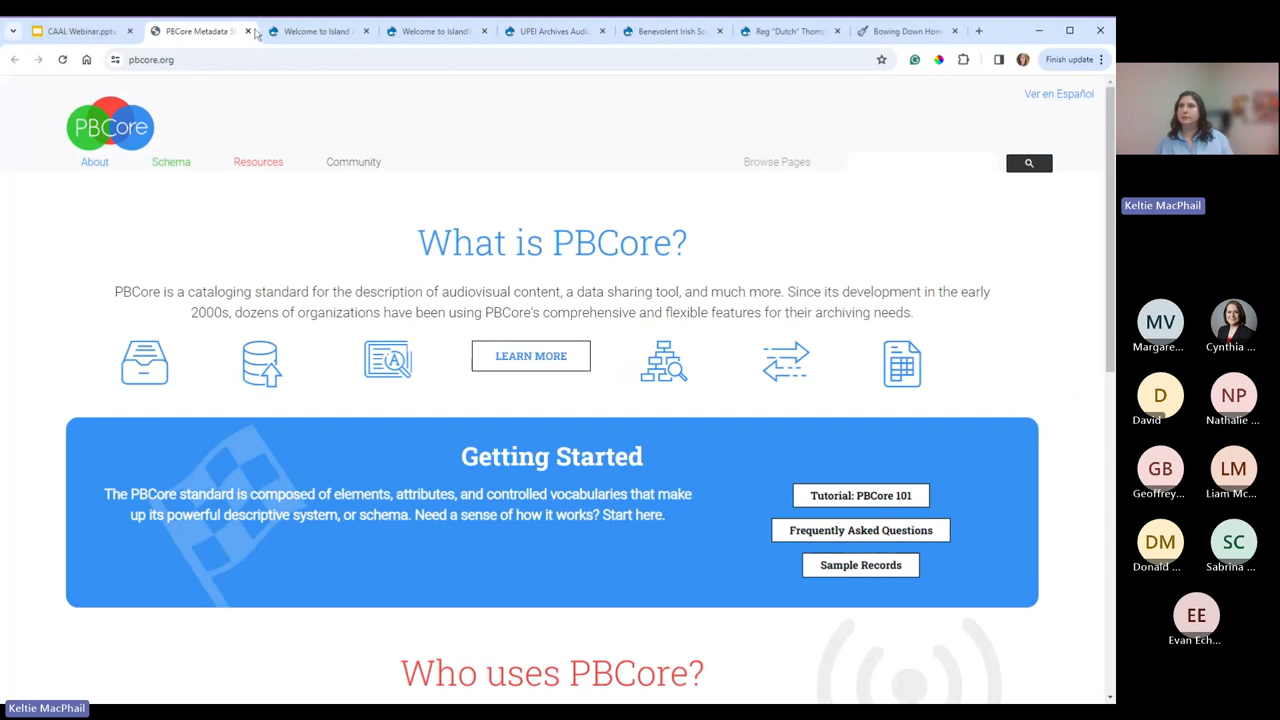 CAAL Webinar.ppt
PBCore Metadata S
Welcome to Island
Welcome to Island
UPEI Archives Audi
Benevolent Irish So
Reg "Dutch" Thom
Bowing Down Hom
pbcore.org
Finish update
Ver en Español
PBCore
About
Schema
Resources
Community
Browse Pages
What is PBCore?
PBCore is a cataloging standard for the description of audiovisual content, a data sharing tool, and much more. Since its development in the early
2000s, dozens of organizations have been using PBCore's comprehensive and flexible features for their archiving needs.
A
LEARN MORE
Getting Started
The PBCore standard is composed of elements, attributes, and controlled vocabularies that make
up its powerful descriptive system, or schema. Need a sense of how it works? Start here.
Tutorial: PBCore 101
Frequently Asked Questions
Sample Records
Who uses PBCore?
Keltie MacPhail
Keltie MacPhail
MV
Margare...
Cynthia ...
D
David
NP
Nathalie ...
GB
Geoffrey...
LM
Liam Mc...
DM
Donald ...
SC
Sabrina ...
EE
Evan Ech...